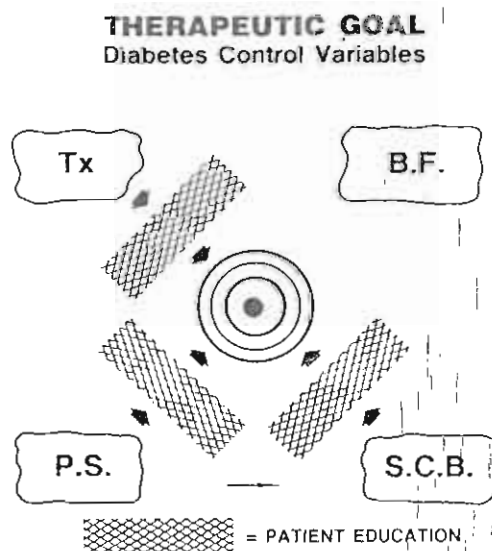 THERAPEUTIC GOAL
Diabetes Control Variables
Tx
B.F.
P.S.
S.C.B.
= PATIENT EDUCATION